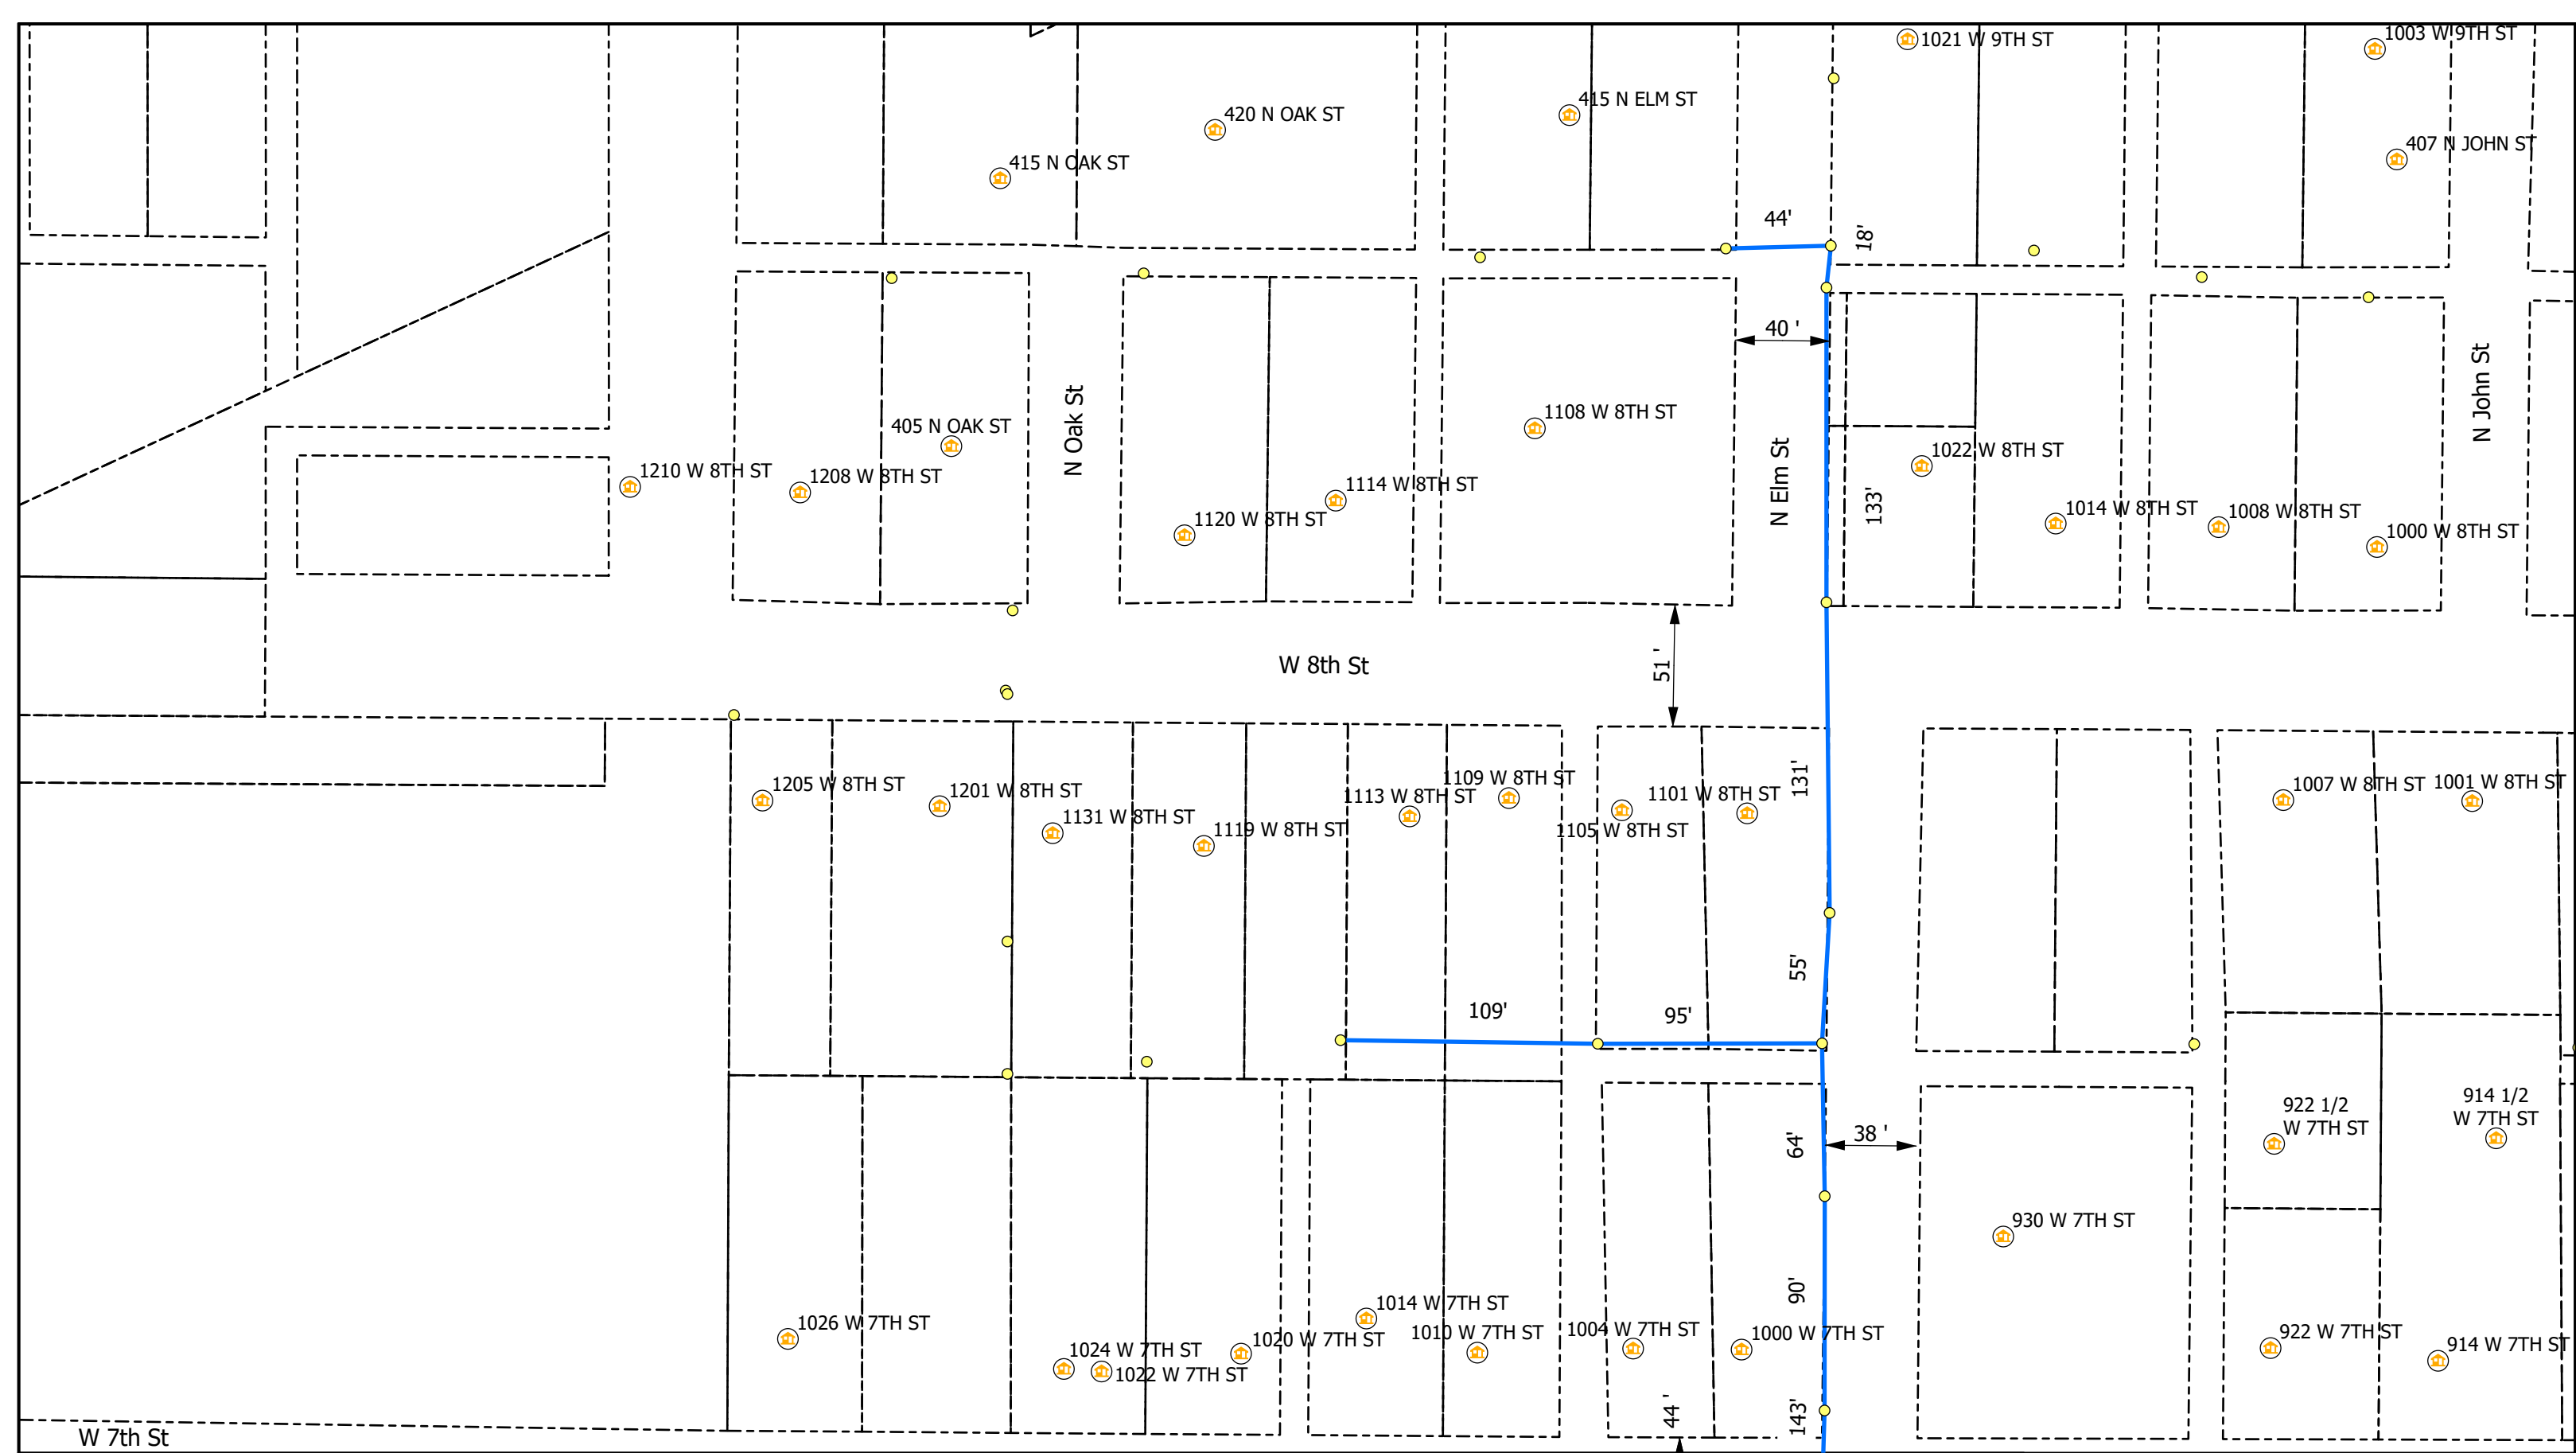 1021 W 9TH ST
1003 W 9TH ST
415 N ELM ST
420 N OAK ST
407 N JOHN ST
415 N OAK ST
44'
18'
40 '
N John St
N Oak St
1108 W 8TH ST
405 N OAK ST
N Elm St
1022 W 8TH ST
1210 W 8TH ST
1208 W 8TH ST
1114 W 8TH ST
133'
1014 W 8TH ST
1008 W 8TH ST
1120 W 8TH ST
1000 W 8TH ST
W 8th St
51 '
1205 W 8TH ST
1201 W 8TH ST
1109 W 8TH ST
131'
1007 W 8TH ST
1001 W 8TH ST
1113 W 8TH ST
1101 W 8TH ST
1131 W 8TH ST
1119 W 8TH ST
1105 W 8TH ST
55'
109'
95'
922 1/2
W 7TH ST
914 1/2
W 7TH ST
64'
38 '
930 W 7TH ST
90'
1026 W 7TH ST
1014 W 7TH ST
1024 W 7TH ST
1020 W 7TH ST
1010 W 7TH ST
1004 W 7TH ST
1000 W 7TH ST
922 W 7TH ST
914 W 7TH ST
1022 W 7TH ST
44 '
143'
W 7th St